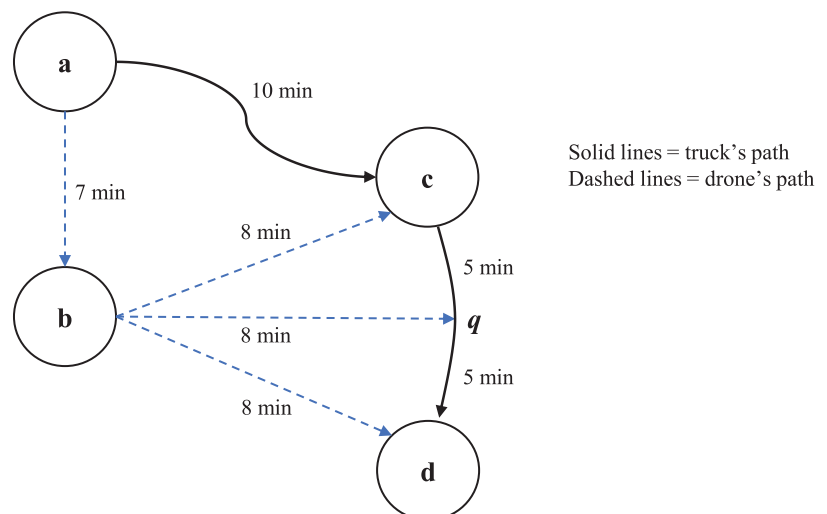 a
10 min
c
Solid lines = truck's path
Dashed lines = drone's path
7 min
8 min
5 min
b
8 min
q
5 min
8 min
d